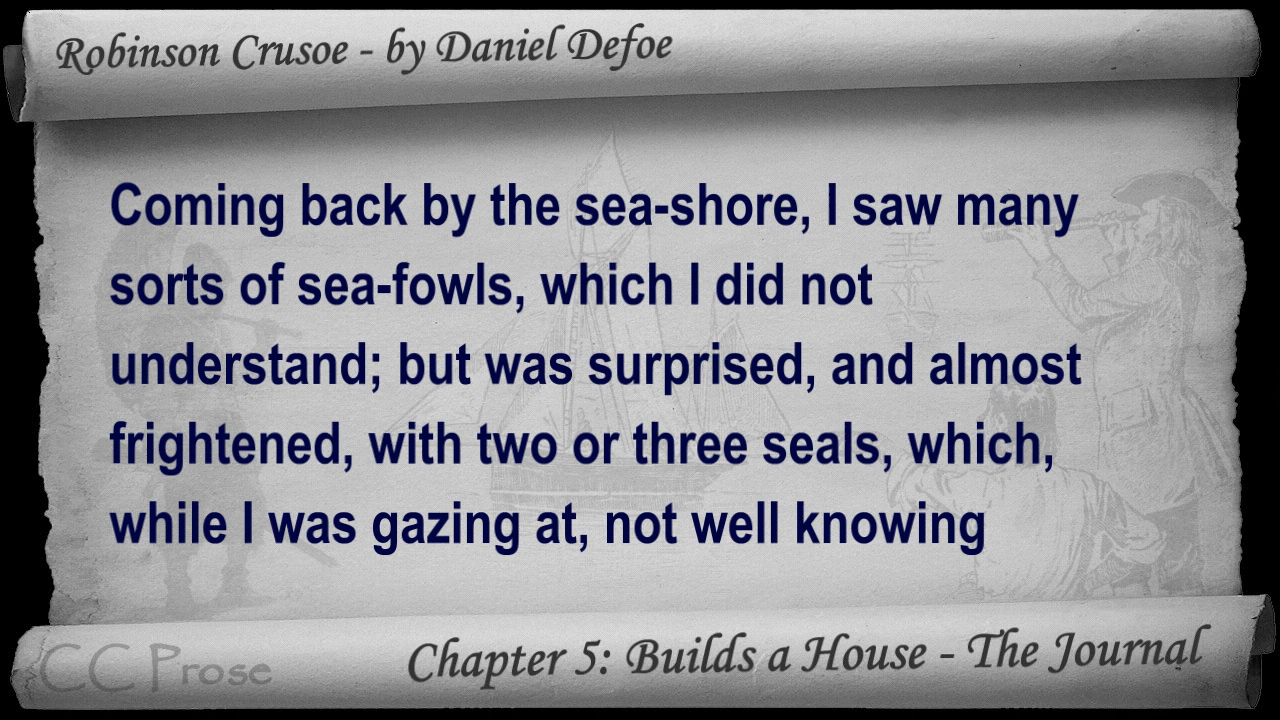 Robinson Crusoe - by Daniel Defoe
Coming back by the sea-shore, I saw many
sorts of sea-fowls, which I did not
understand; but was surprised, and almost
frightened, with two or three seals, which,
while I was gazing at, not well knowing
CC Prose
Chapter 5: Builds a House - The Journal